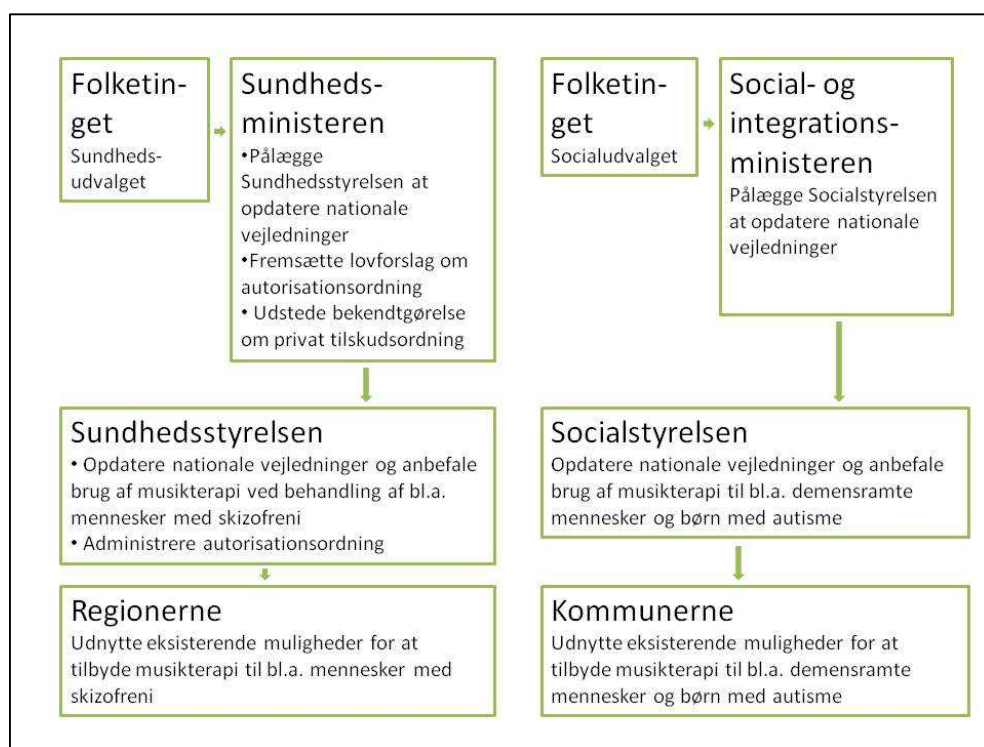 Folketin-
get
Sundheds-
udvalget
Sundheds-
ministeren
•Pålægge
Sundhedsstyrelsen at
opdatere nationale
vejledninger
•Fremsætte lovforslag om
autorisationsordning
• Udstede bekendtgørelse
om privat tilskudsordning
Sundhedsstyrelsen
• Opdatere nationale vejledninger og anbefale
brug af musikterapi ved behandling af bl.a.
mennesker med skizofreni
• Administrere autorisationsordning
Regionerne
Udnytte eksisterende muligheder for at
tilbyde musikterapi til bl.a. mennesker med
skizofreni
Folketin-
get
Socialudvalget
Social- og
integrations-
ministeren
Pålægge Socialstyrelsen
at opdatere nationale
vejledninger
Socialstyrelsen
Opdatere nationale vejledninger og anbefale
brug af musikterapi til bl.a. demensramte
mennesker og børn med autisme
Kommunerne
Udnytte eksisterende muligheder for at
tilbyde musikterapi til bl.a. demensramte
mennesker og børn med autisme